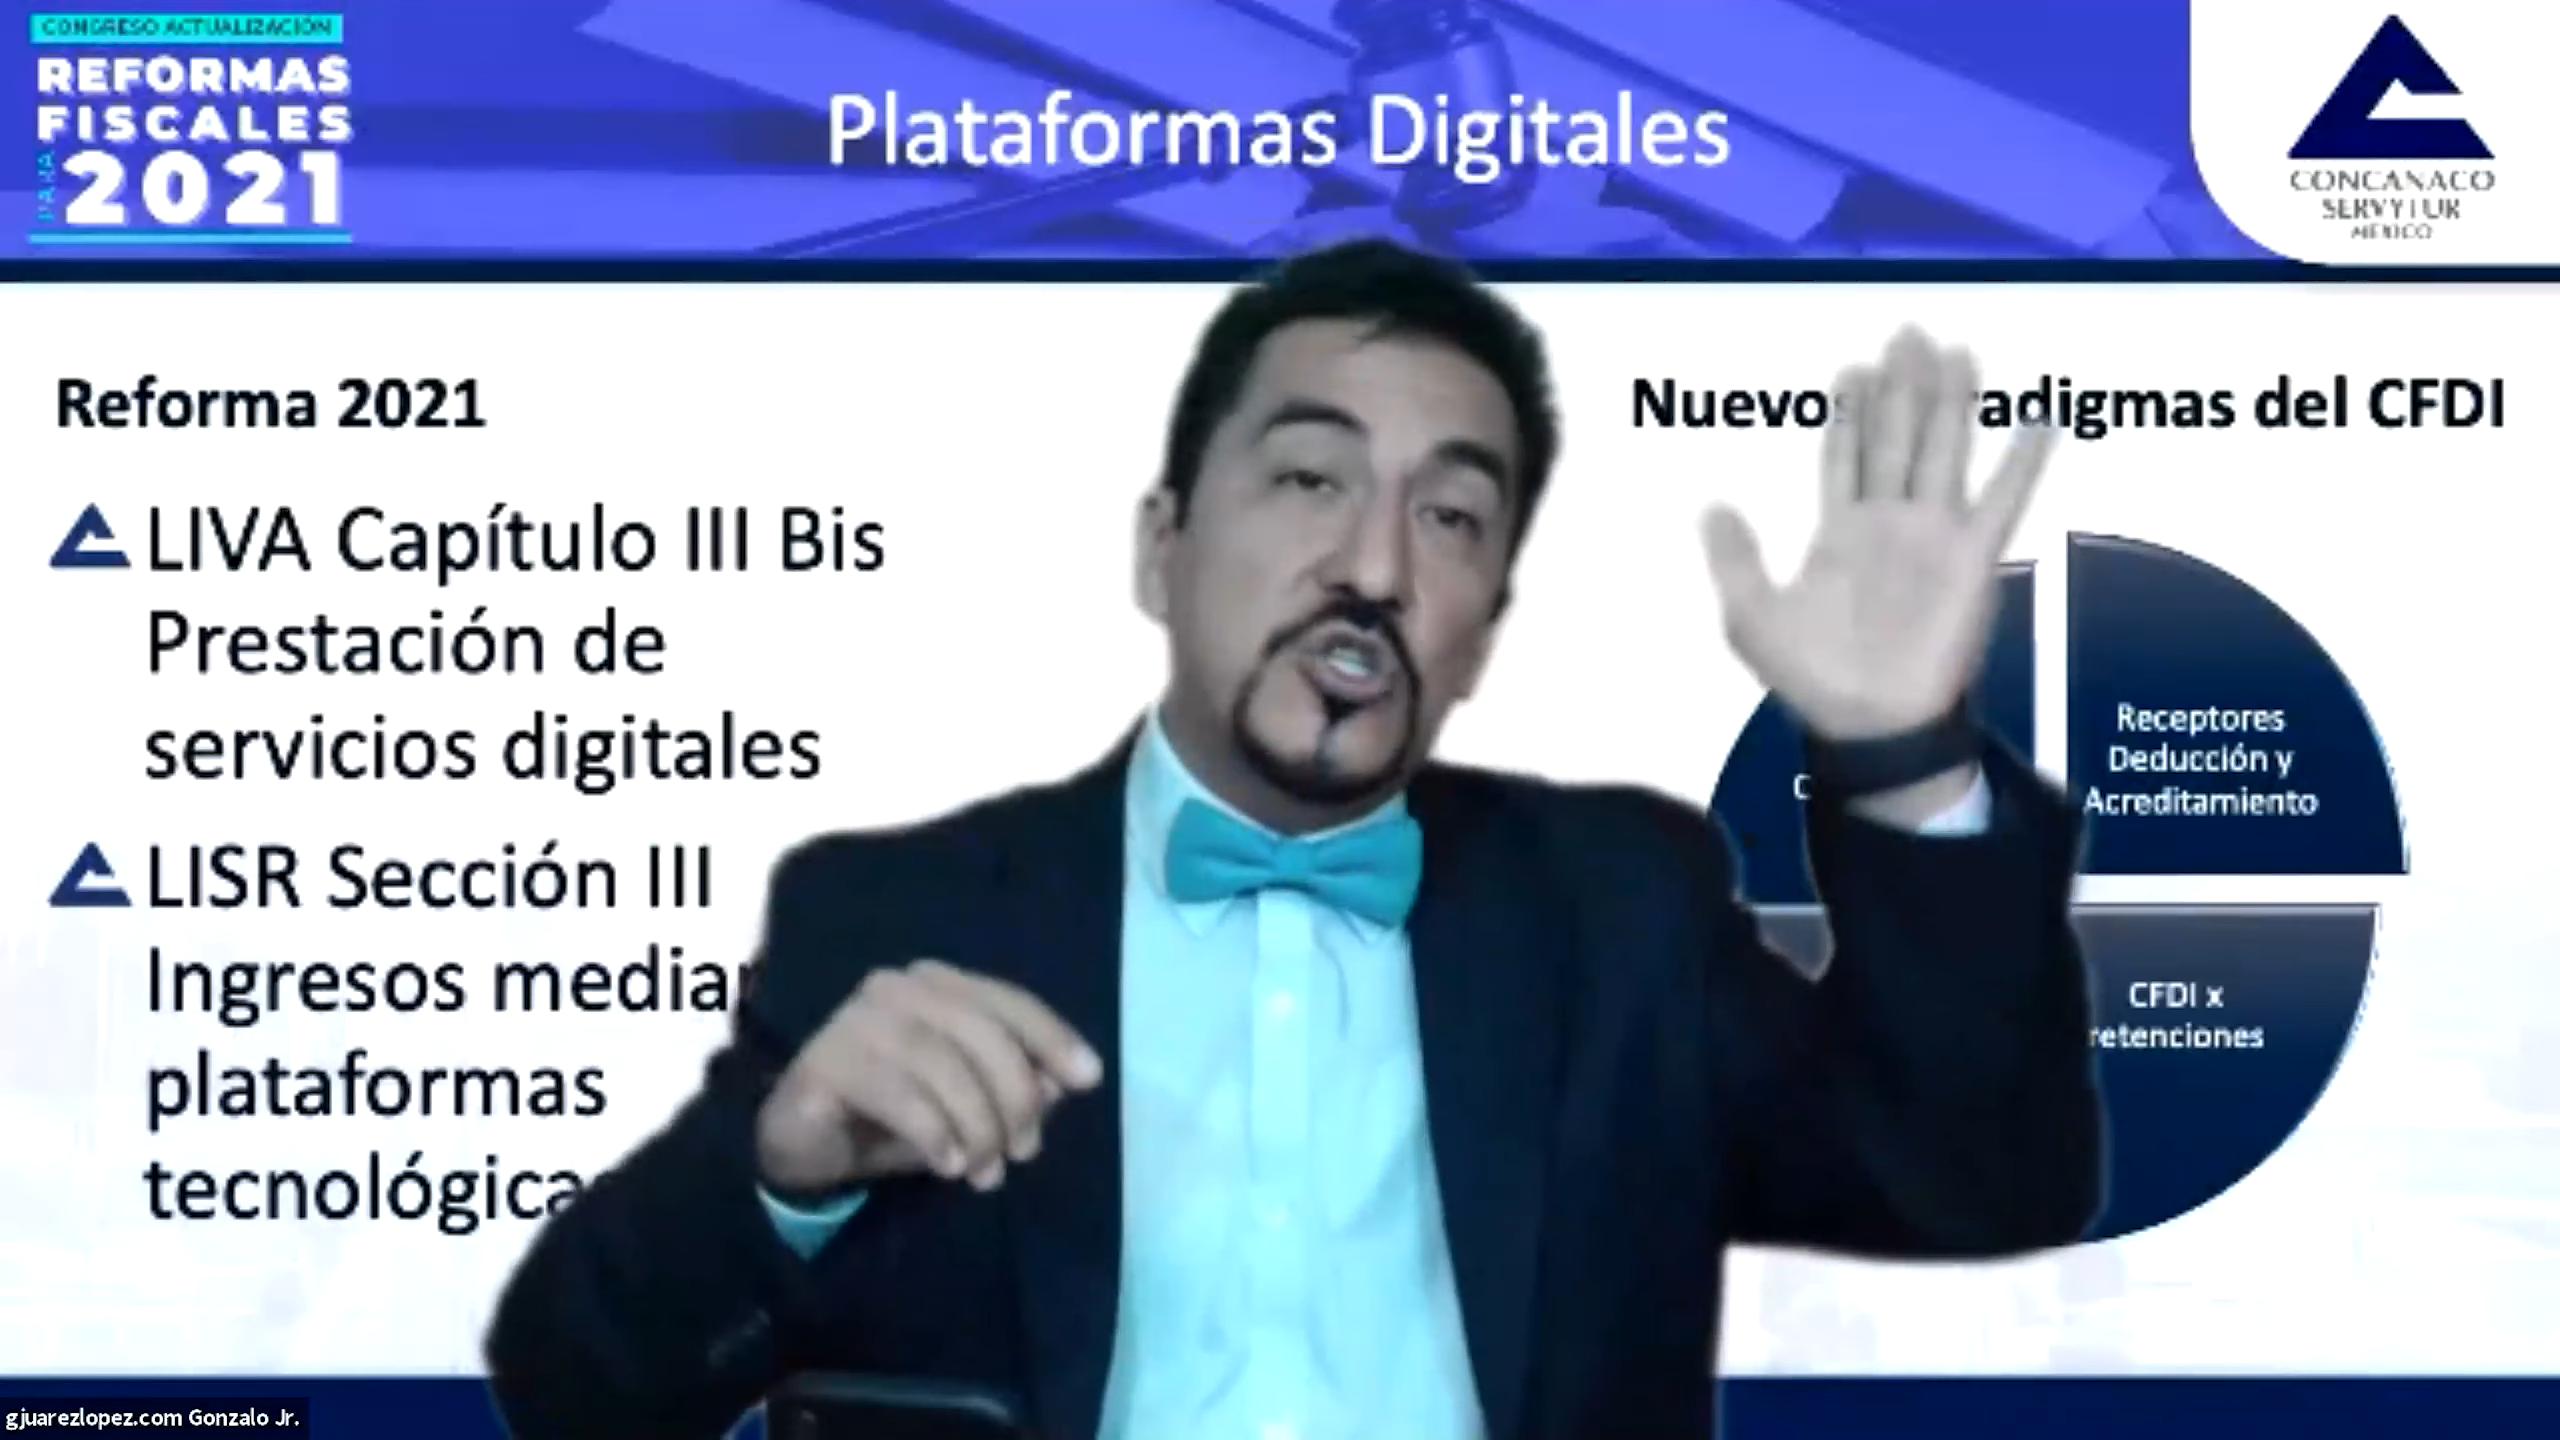 CONGRESO ACTUALIZACIÓN
REFORMAS
FISCALES
PARA
2021
Plataformas Digitales
CONCANACO
SERVYTUR
MÉXICO
Reforma 2021
LIVA Capítulo III Bis
Prestación de
servicios digitales
LISR Sección III
Ingresos media
plataformas
tecnológica
Nuevos radigmas del CFDI
C
Receptores
Deducción y
Acreditamiento
CFDI x
retenciones
gjuarezlopez.com Gonzalo Jr.